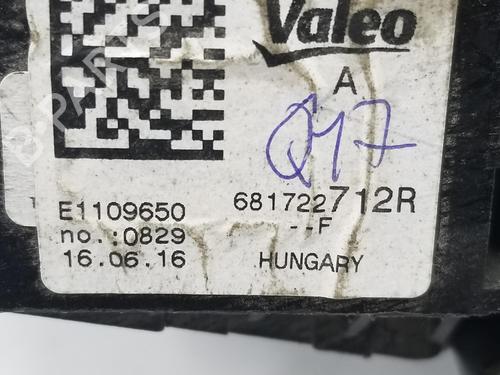 Valeo
A
Q17
E1109650
681722712R
no.:0829
--F
16.06.16
HUNGARY